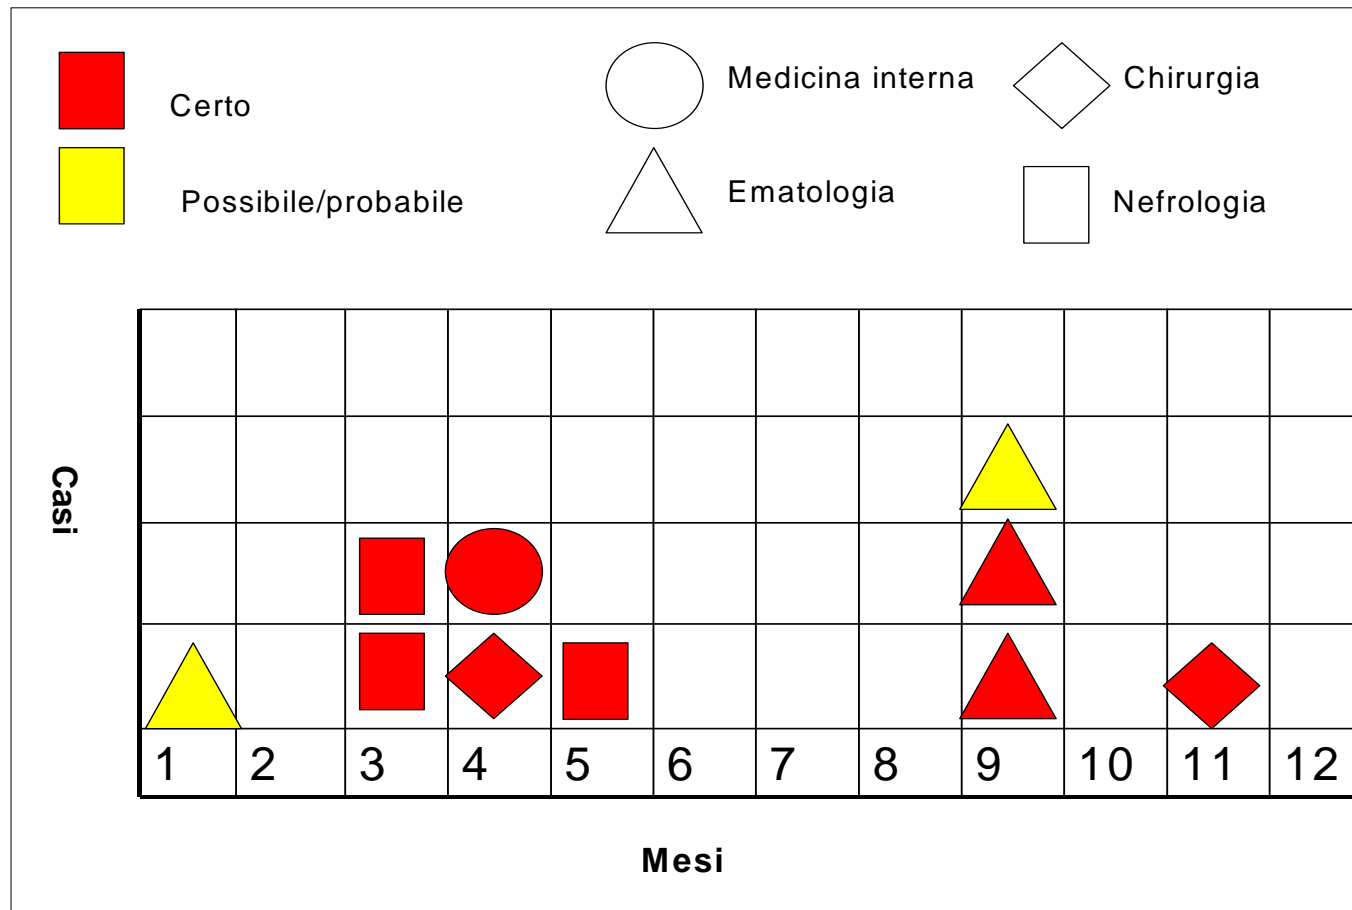 Certo
Possibile/probabile
Medicina interna
Ematologia
Chirurgia
Nefrologia
Casi
1 2 3 4 5 6 7 8 9 10 11 12
Mesi